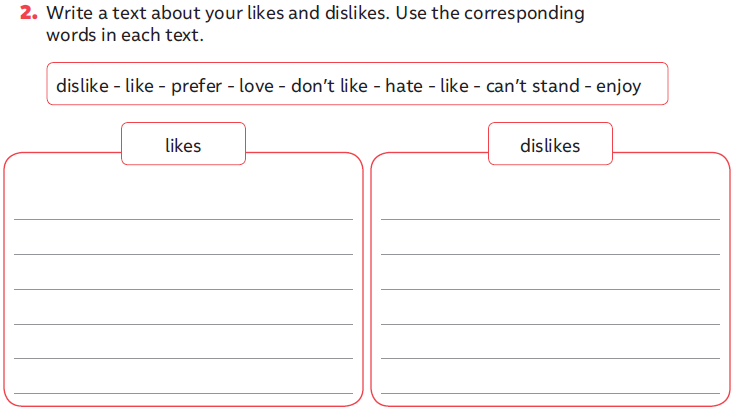 2. Write a text about your likes and dislikes. Use the corresponding
words in each text.
dislike - like - prefer - love - don't like - hate - like - can't stand - enjoy
likes
dislikes